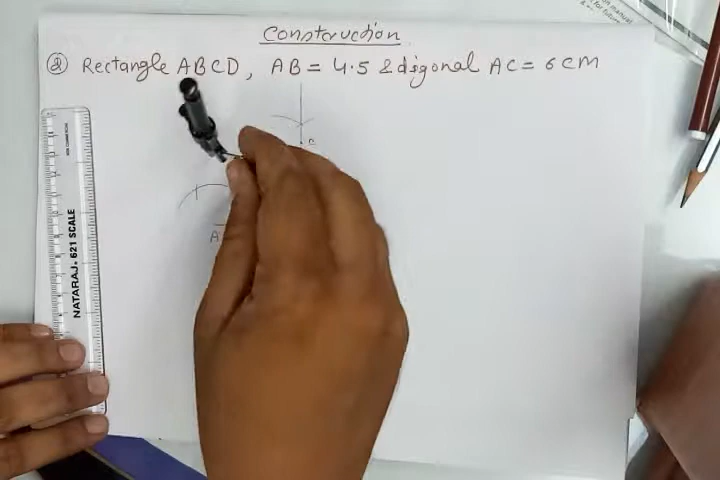 Construction
② Rectangle ABCD, AB = 4.5 & digonal AC = 6 CM
A
NATARAJ. 621 SCALE